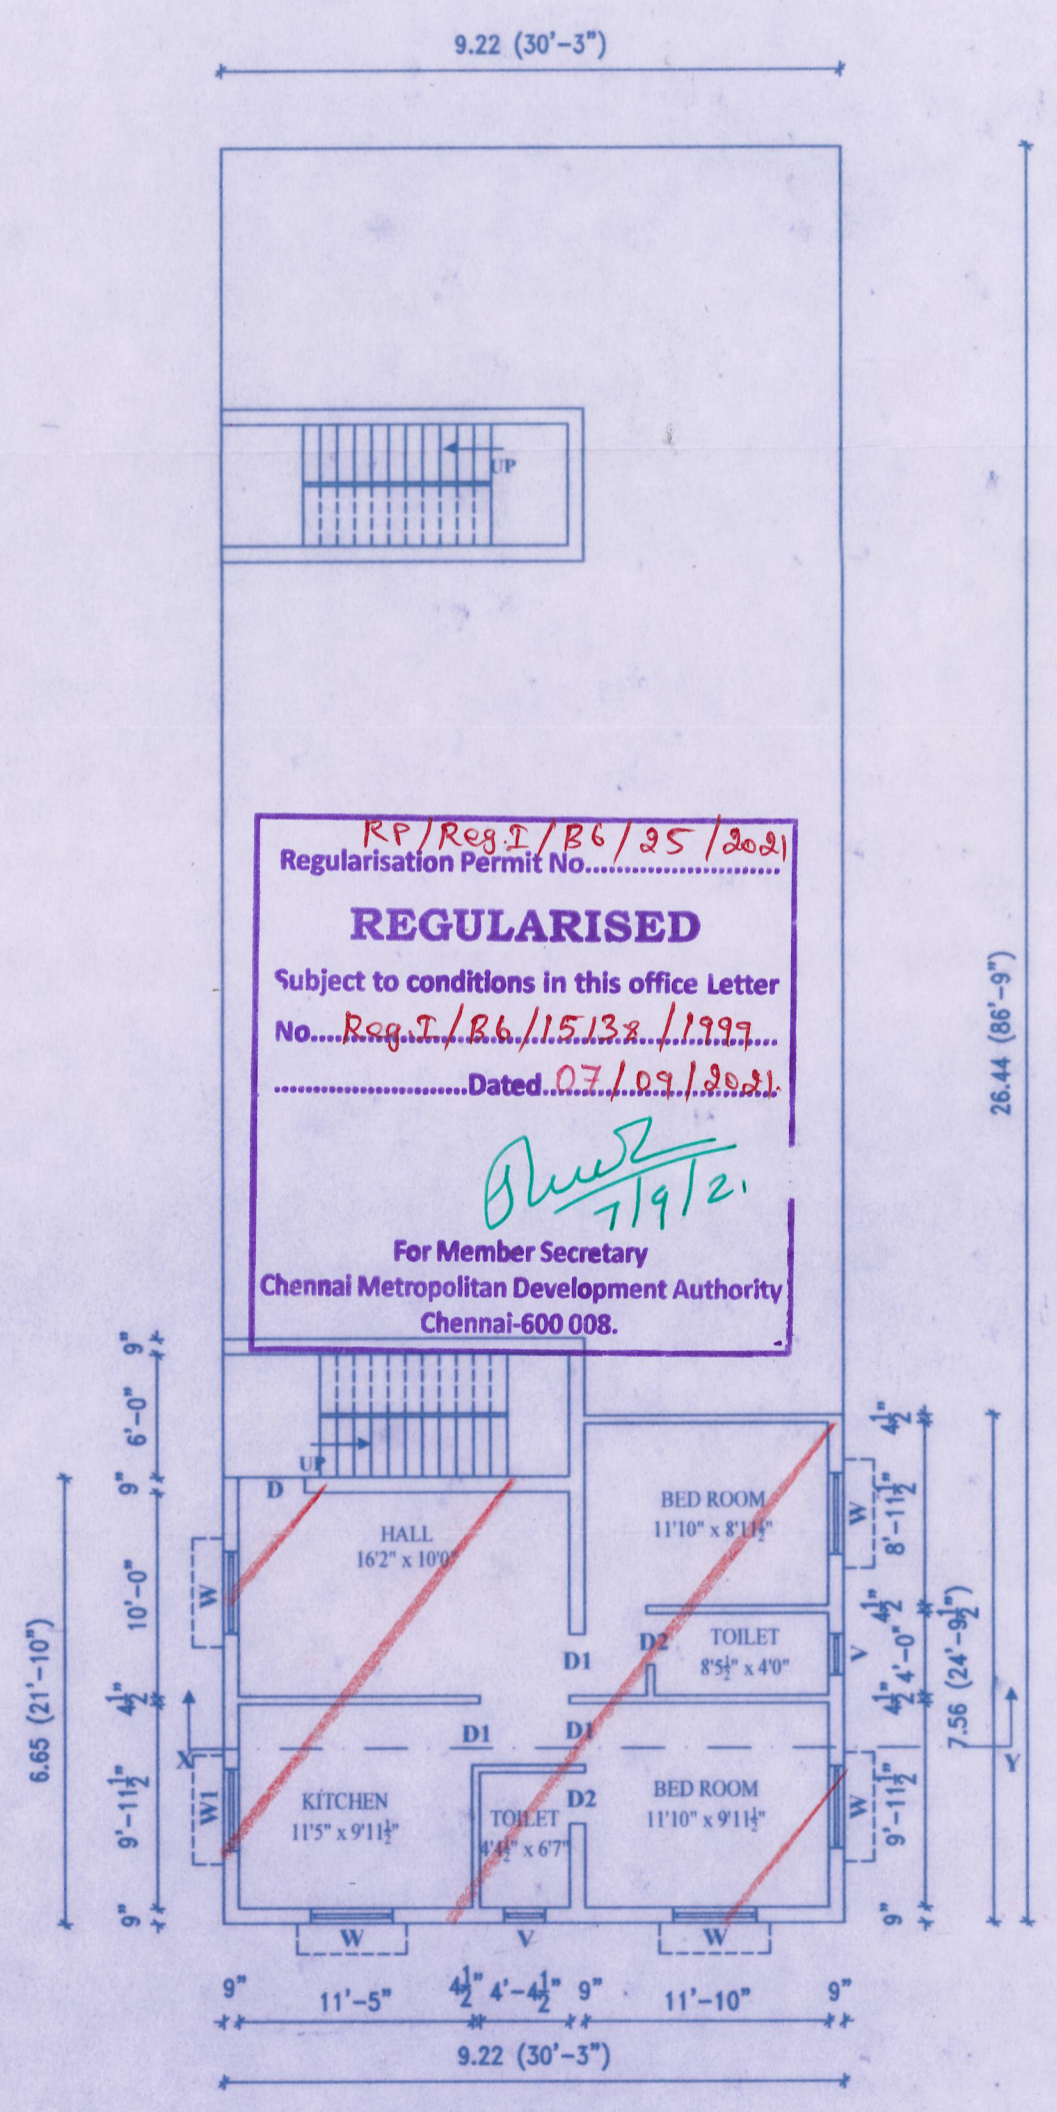 9.22 (30'-3")
UP
RP/Reg.I/B6/25/2021
Regularisation Permit No.
REGULARISED
Subject to conditions in this office Letter
No. Reg.I/B6/15138/1999
Dated 07/09/2021.
7/9/21
For Member Secretary
Chennai Metropolitan Development Authority
Chennai-600 008.
26.44 (86'-9")
9"
6'-0"
9"
10'-0"
4½"
9'-11½"
9"
6.65 (21'-10")
4½"
8'-11½"
4½"
4'-0"
4½"
9'-11½"
9"
7.56 (24'-9½")
UP
D
HALL
16'2" x 10'0"
BED ROOM
11'10" x 8'11½"
W
W
D1
D2
TOILET
8'5½" x 4'0"
V
X
D1
D1
Y
W1
KITCHEN
11'5" x 9'11½"
TOILET
4'4½" x 6'7"
D2
BED ROOM
11'10" x 9'11½"
W
W
V
W
9"
11'-5"
4½"
4'-4½"
9"
11'-10"
9"
9.22 (30'-3")